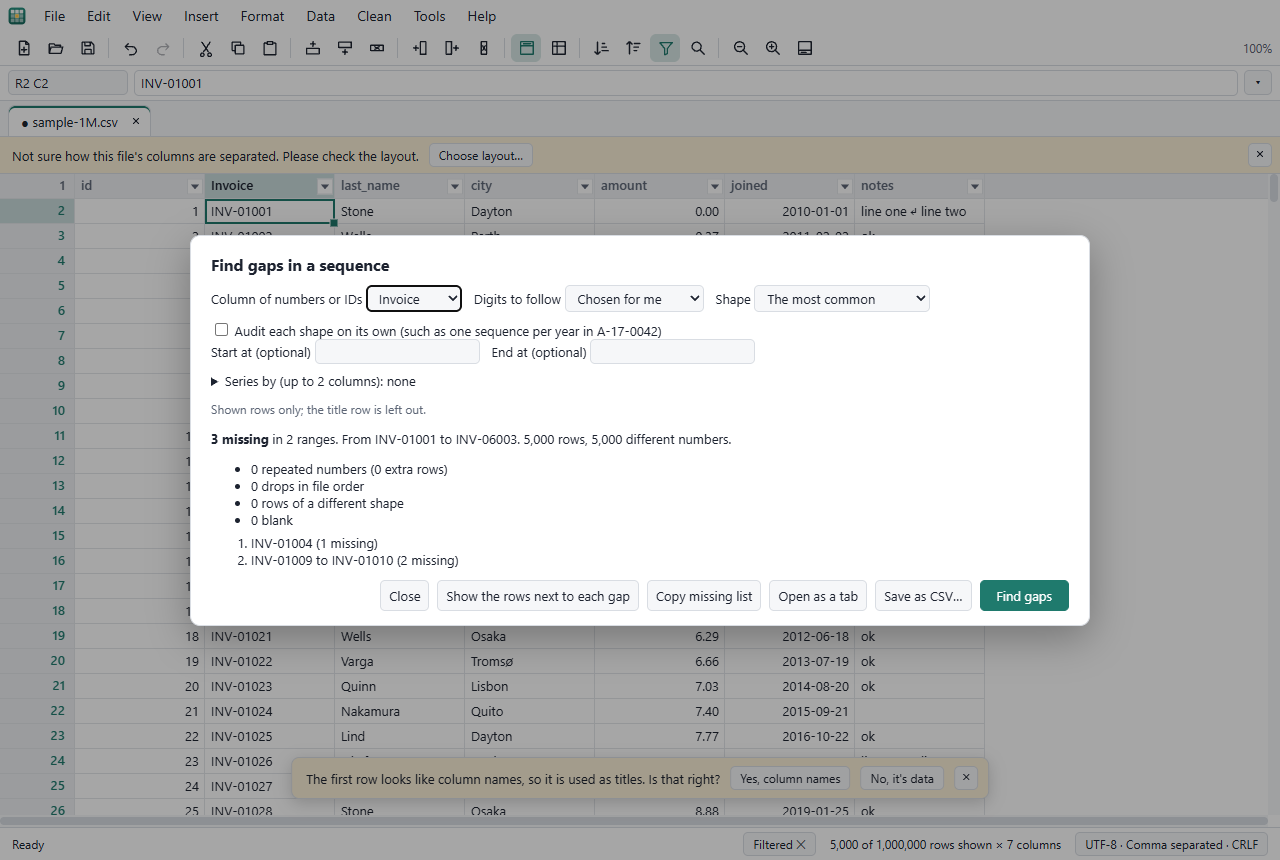 File Edit View Insert Format Data Clean Tools Help
100%
R2 C2 INV-01001
● sample-1M.csv ×
Not sure how this file's columns are separated. Please check the layout. Choose layout... ×
1 id Invoice last_name city amount joined notes
2 1 INV-01001 Stone Dayton 0.00 2010-01-01 line one ↵ line two
3
4
5
6
7
8
9
10
11
12
13
14
15
16
17
18
Find gaps in a sequence
Column of numbers or IDs Invoice Digits to follow Chosen for me Shape The most common
Audit each shape on its own (such as one sequence per year in A-17-0042)
Start at (optional) End at (optional)
▶ Series by (up to 2 columns): none
Shown rows only; the title row is left out.
3 missing in 2 ranges. From INV-01001 to INV-06003. 5,000 rows, 5,000 different numbers.
• 0 repeated numbers (0 extra rows)
• 0 drops in file order
• 0 rows of a different shape
• 0 blank
1. INV-01004 (1 missing)
2. INV-01009 to INV-01010 (2 missing)
Close Show the rows next to each gap Copy missing list Open as a tab Save as CSV... Find gaps
19 18 INV-01021 Wells Osaka 6.29 2012-06-18 ok
20 19 INV-01022 Varga Tromsø 6.66 2013-07-19 ok
21 20 INV-01023 Quinn Lisbon 7.03 2014-08-20 ok
22 21 INV-01024 Nakamura Quito 7.40 2015-09-21
23 22 INV-01025 Lind Dayton 7.77 2016-10-22 ok
24 23 INV-01026
25 24 INV-01027
The first row looks like column names, so it is used as titles. Is that right? Yes, column names No, it's data ×
26 25 INV-01028 Stone Osaka 8.88 2019-01-25 ok
Ready Filtered × 5,000 of 1,000,000 rows shown × 7 columns UTF-8 · Comma separated · CRLF